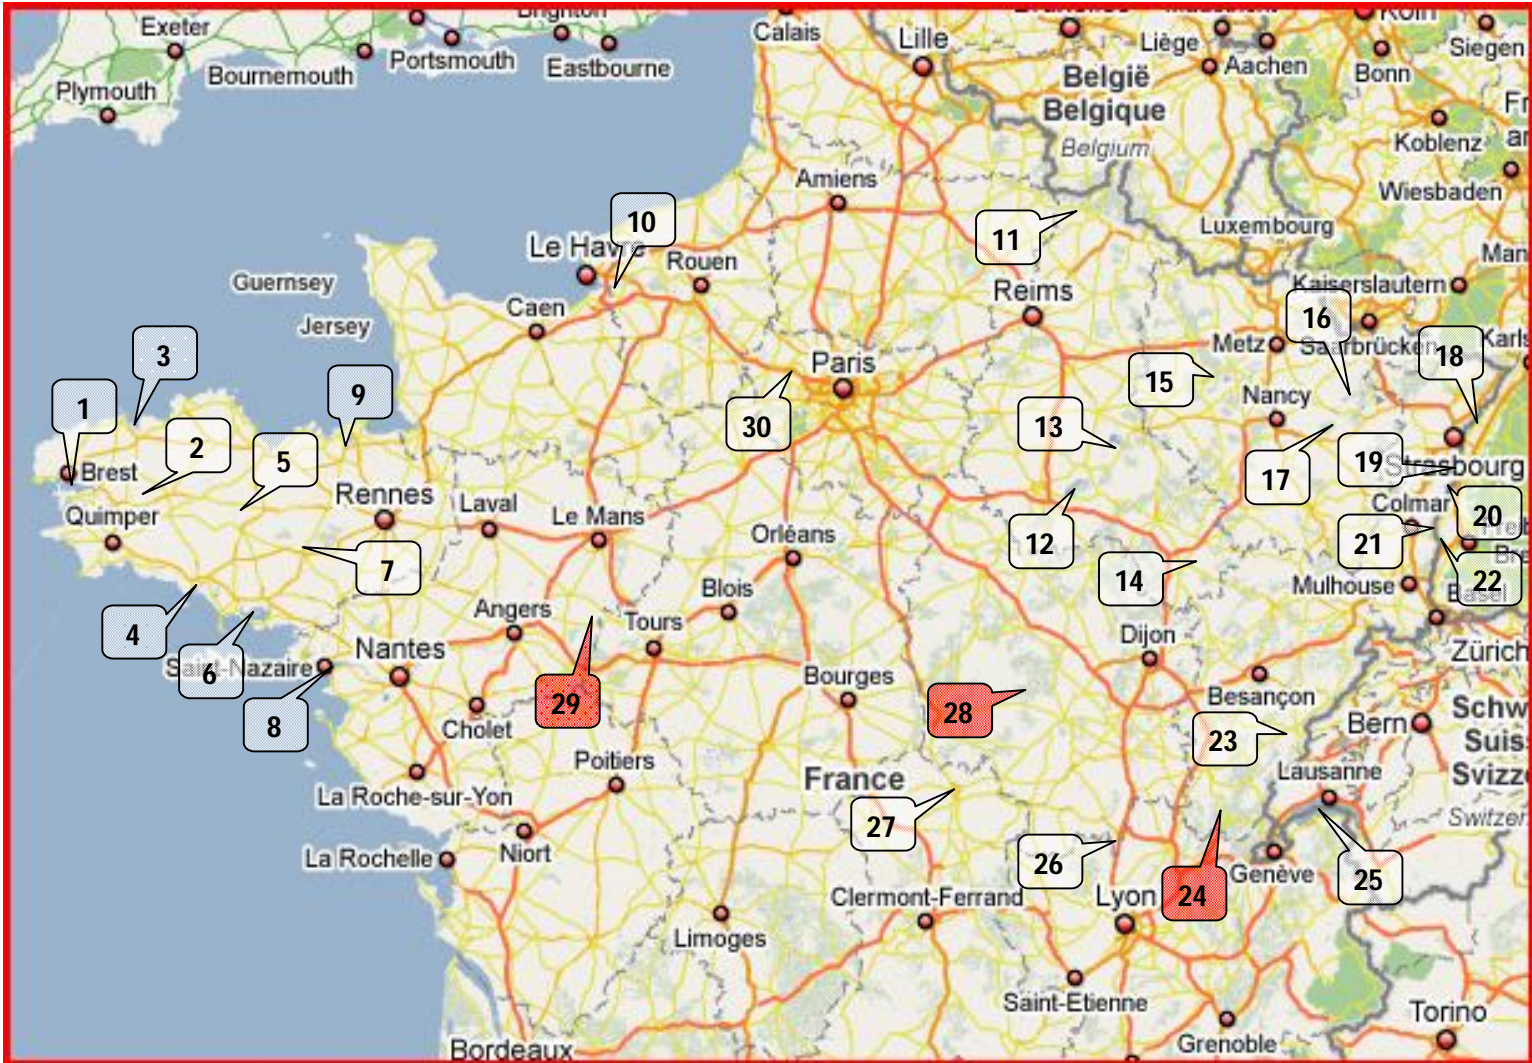 Exeter
Bournemouth
Portsmouth
Brighton
Eastbourne
Plymouth
Calais
Lille
Liège
Aachen
Köln
Siegen
Bonn
België
Belgique
Belgium
Koblenz
Wiesbaden
Amiens
10
11
Luxembourg
Le Havre
Rouen
Guernsey
Reims
Kaiserslautern
Caen
Jersey
16
Metz
Saarbrücken
18
3
Paris
15
1
9
Nancy
2
30
13
5
19
Strasbourg
Brest
17
Rennes
Laval
Colmar
20
Quimper
Le Mans
Orléans
12
21
7
14
Mulhouse
22
Basel
Blois
4
Angers
Tours
Dijon
Nantes
Zürich
Saint-Nazaire
6
Bourges
Besançon
29
28
8
Cholet
23
Bern
Poitiers
France
Lausanne
La Roche-sur-Yon
27
Niort
26
La Rochelle
Genève
25
Clermont-Ferrand
Lyon
24
Limoges
Saint-Etienne
Torino
Grenoble
Bordeaux